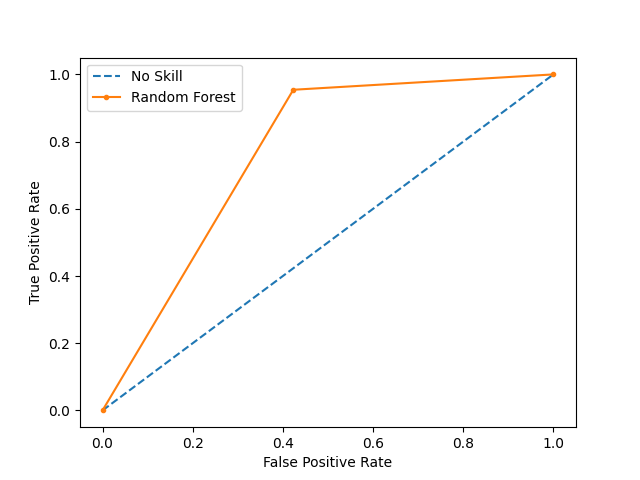 No Skill
Random Forest
1.0
0.8
0.6
0.4
0.2
0.0
True Positive Rate
0.0 0.2 0.4 0.6 0.8 1.0
False Positive Rate